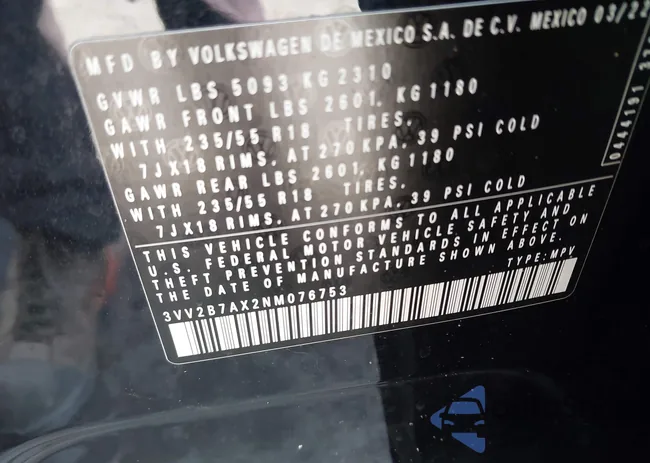 MFD BY VOLKSWAGEN DE MEXICO S.A. DE C.V. MEXICO 03/23
GVWR LBS 5093 KG 2310
GAWR FRONT LBS 2601, KG 1180
WITH 235/55 R18 TIRES,
7JX18 RIMS, AT 270 KPA, 39 PSI COLD
GAWR REAR LBS 2601, KG 1180
WITH 235/55 R18 TIRES,
7JX18 RIMS, AT 270 KPA, 39 PSI COLD
THIS VEHICLE CONFORMS TO ALL APPLICABLE
U.S. FEDERAL MOTOR VEHICLE SAFETY AND
THEFT PREVENTION STANDARDS IN EFFECT ON
THE DATE OF MANUFACTURE SHOWN ABOVE.
3VV2B7AX2NM076753 TYPE: MPV